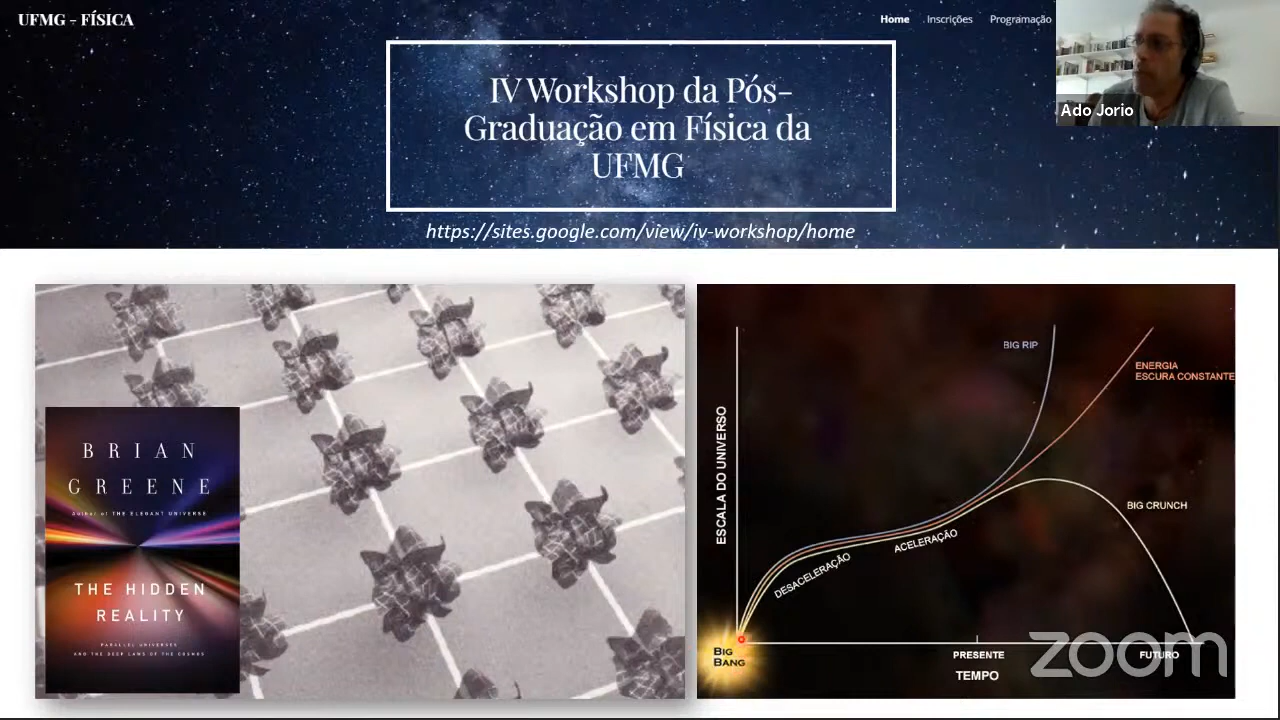 UFMG - FÍSICA
Home
Inscrições
Programação
Ado Jorio
IV Workshop da Pós-
Graduação em Física da
UFMG
https://sites.google.com/view/iv-workshop/home
BRIAN
GREENE
Author of THE ELEGANT UNIVERSE
THE HIDDEN
REALITY
PARALLEL UNIVERSES
AND THE DEEP LAWS OF THE COSMOS
BIG RIP
ENERGIA
ESCURA CONSTANTE
ESCALA DO UNIVERSO
BIG CRUNCH
ACELERAÇÃO
DESACELERAÇÃO
BIG
BANG
PRESENTE
FUTURO
TEMPO
zoom